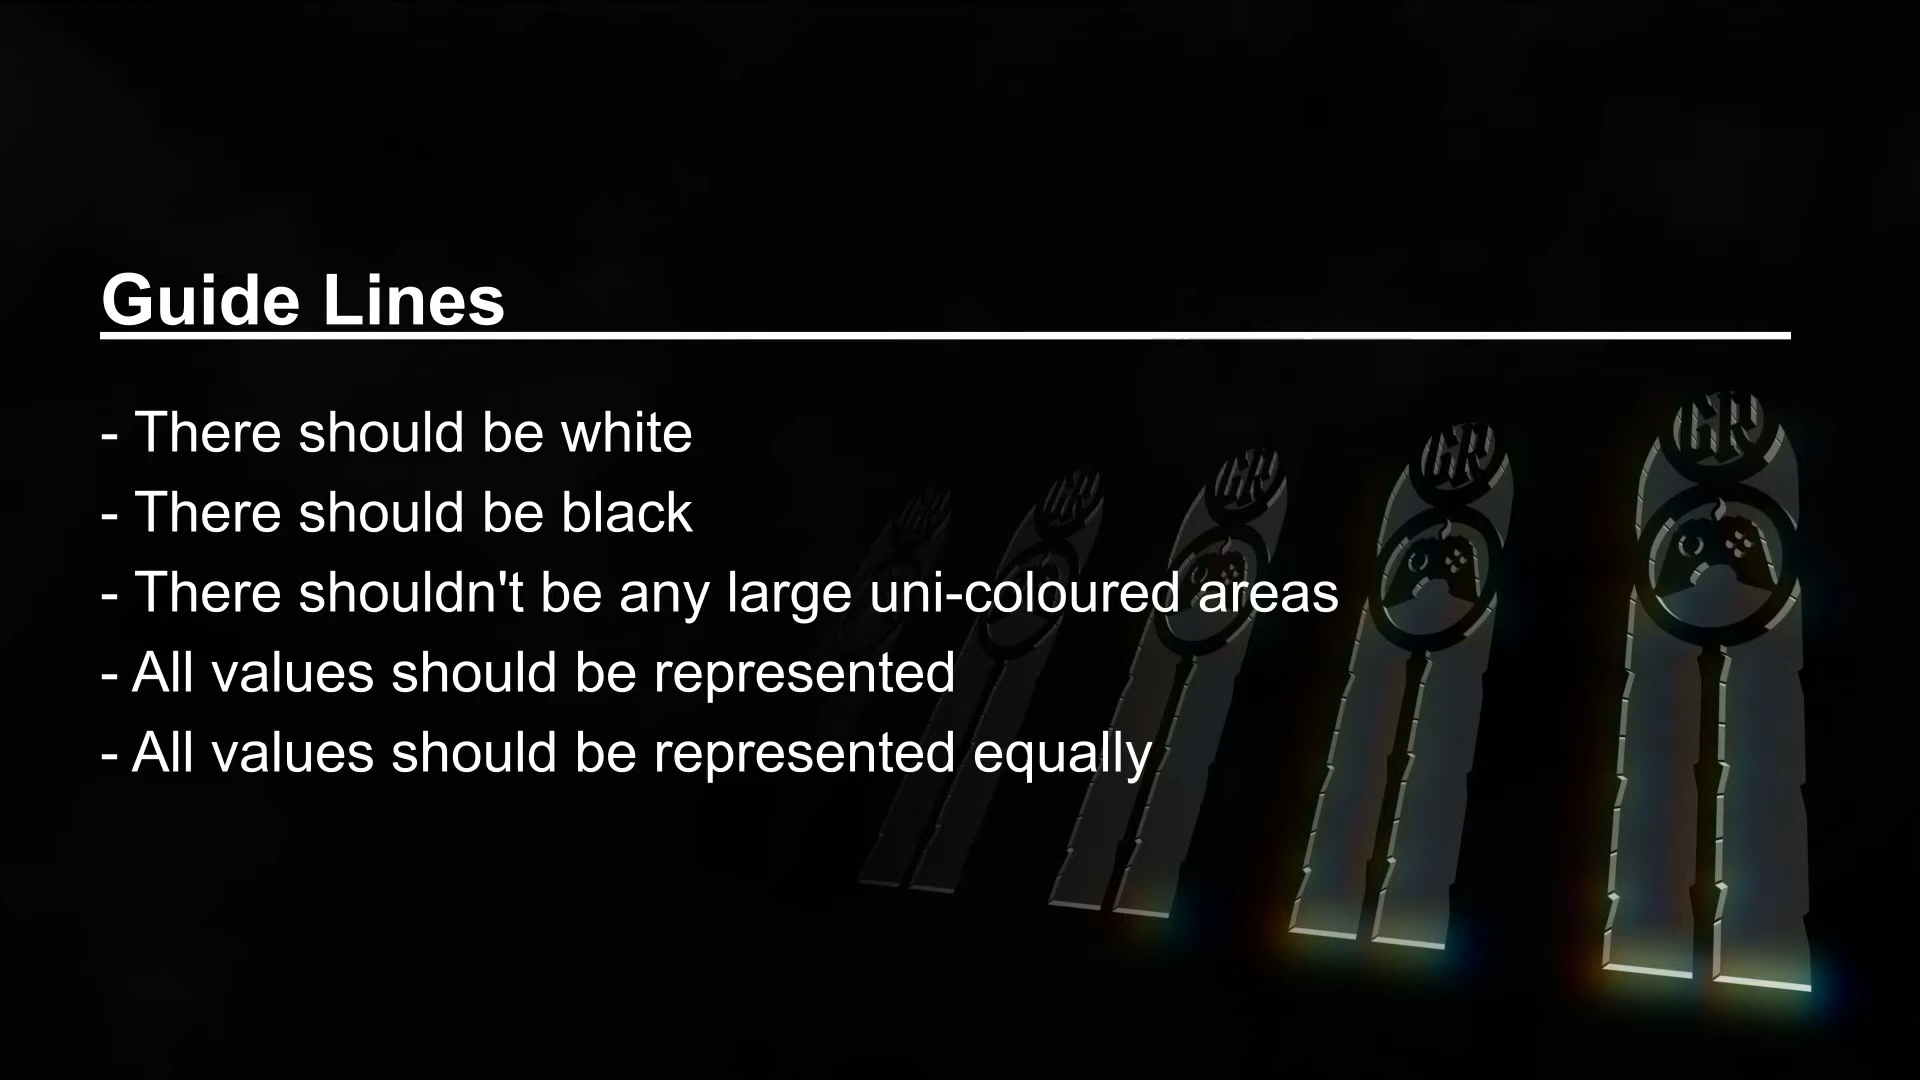 Guide Lines
- There should be white
- There should be black
- There shouldn't be any large uni-coloured areas
- All values should be represented
- All values should be represented equally